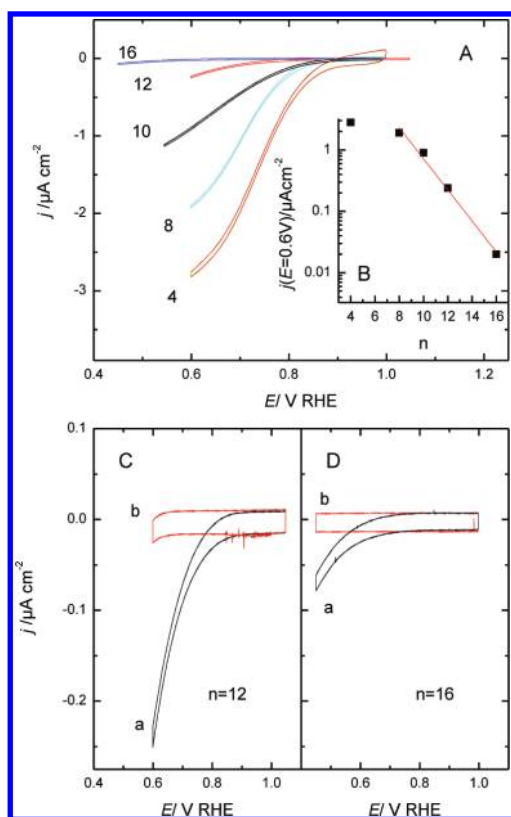 A
0
-1
-2
-3
j /µA cm⁻²
16
12
10
8
4
0.4 0.6 0.8 1.0 1.2
E/ V RHE
B
1
0.1
0.01
j(E=0.6V)/µAcm⁻²
4 6 8 10 12 14 16
n
C
0.1
0.0
-0.1
-0.2
j /µA cm⁻²
b
a
n=12
0.4 0.6 0.8 1.0
E/ V RHE
D
b
a
n=16
0.6 0.8 1.0
E/ V RHE